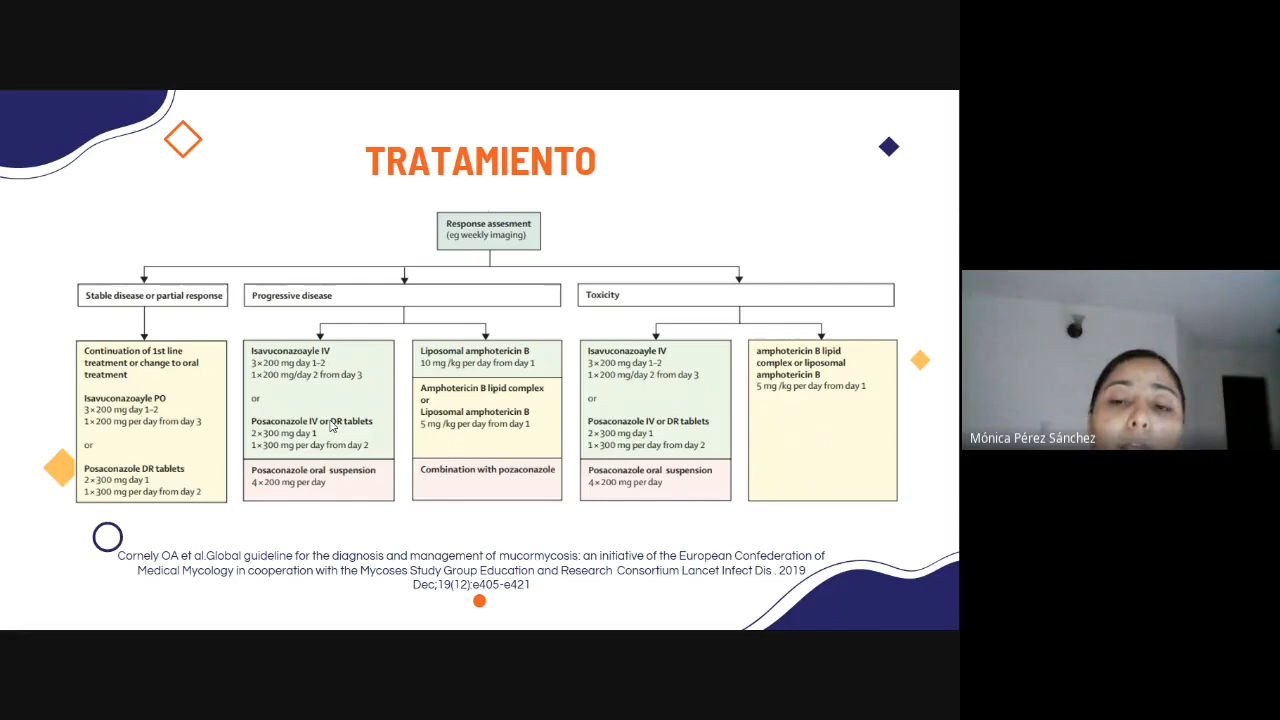 TRATAMIENTO
Response assesment
(eg weekly imaging)
Stable disease or partial response
Progressive disease
Toxicity
Continuation of 1st line
treatment or change to oral
treatment
Isavuconazoayle PO
3×200 mg day 1–2
1×200 mg per day from day 3
or
Posaconazole DR tablets
2×300 mg day 1
1×300 mg per day from day 2
Isavuconazoayle IV
3×200 mg day 1–2
1×200 mg/day 2 from day 3
or
Posaconazole IV or DR tablets
2×300 mg day 1
1×300 mg per day from day 2
Posaconazole oral suspension
4×200 mg per day
Liposomal amphotericin B
10 mg /kg per day from day 1
Amphotericin B lipid complex
or
Liposomal amphotericin B
5 mg /kg per day from day 1
Combination with pozaconazole
Isavuconazoayle IV
3×200 mg day 1–2
1×200 mg/day 2 from day 3
or
Posaconazole IV or DR tablets
2×300 mg day 1
1×300 mg per day from day 2
Posaconazole oral suspension
4×200 mg per day
amphotericin B lipid
complex or liposomal
amphotericin B
5 mg /kg per day from day 1
Cornely OA et al.Global guideline for the diagnosis and management of mucormycosis: an initiative of the European Confederation of
Medical Mycology in cooperation with the Mycoses Study Group Education and Research Consortium Lancet Infect Dis . 2019
Dec;19(12):e405-e421
Mónica Pérez Sánchez